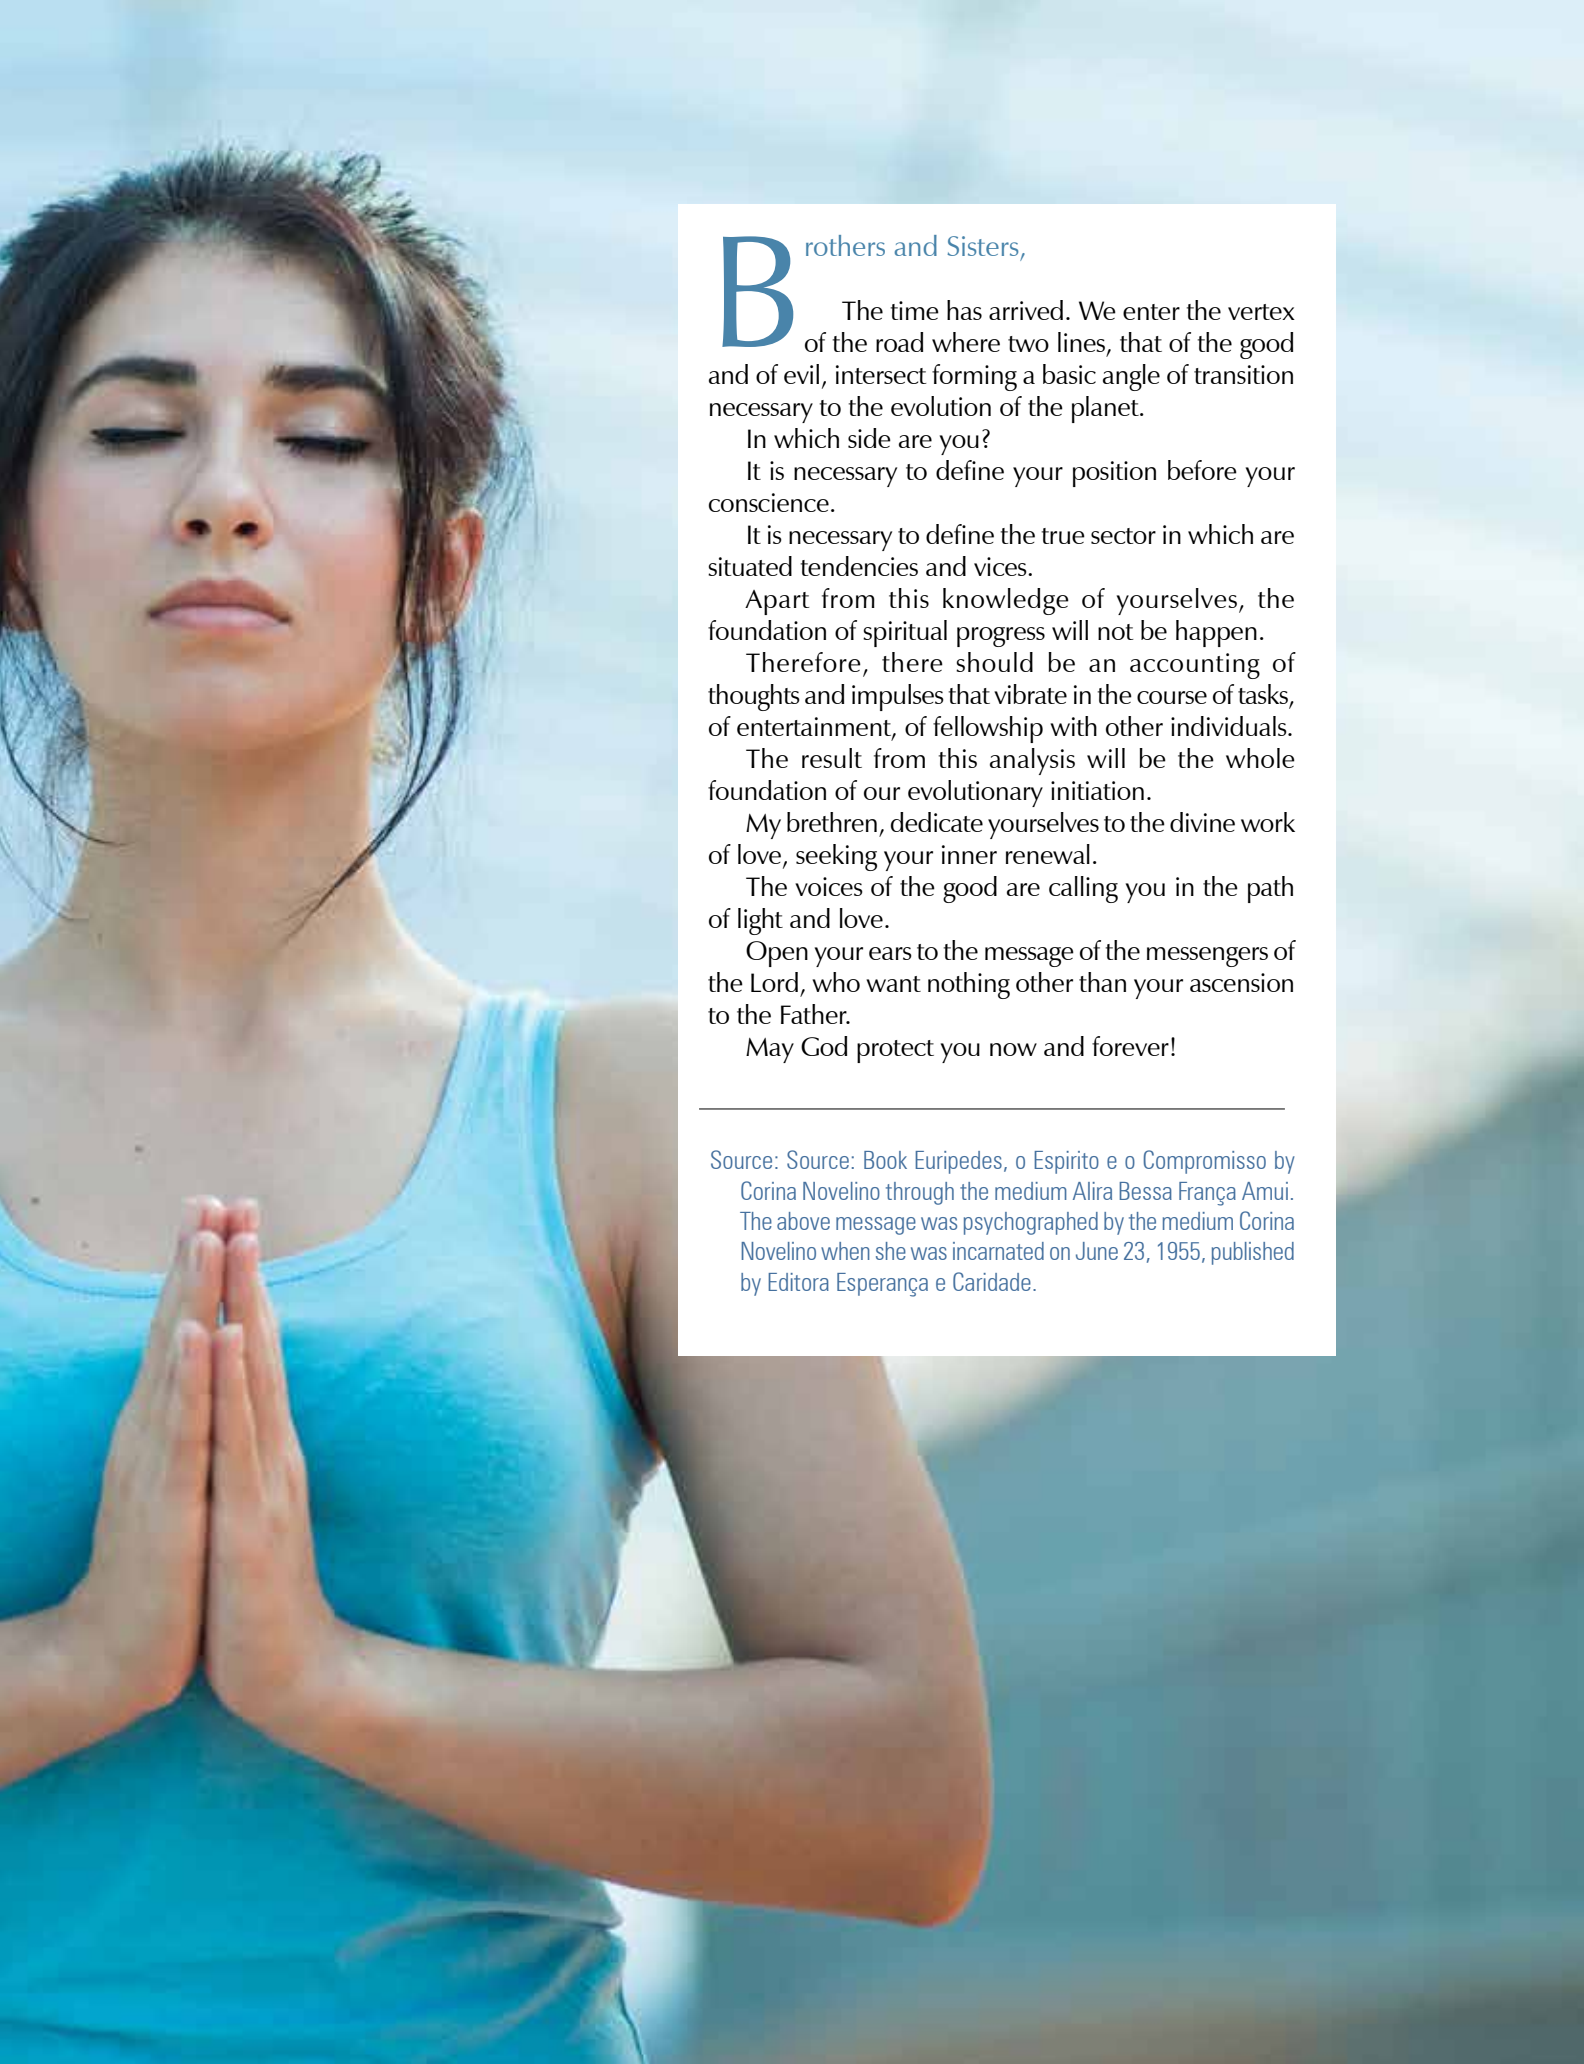 Brothers and Sisters,
The time has arrived. We enter the vertex
of the road where two lines, that of the good
and of evil, intersect forming a basic angle of transition
necessary to the evolution of the planet.
In which side are you?
It is necessary to define your position before your
conscience.
It is necessary to define the true sector in which are
situated tendencies and vices.
Apart from this knowledge of yourselves, the
foundation of spiritual progress will not be happen.
Therefore, there should be an accounting of
thoughts and impulses that vibrate in the course of tasks,
of entertainment, of fellowship with other individuals.
The result from this analysis will be the whole
foundation of our evolutionary initiation.
My brethren, dedicate yourselves to the divine work
of love, seeking your inner renewal.
The voices of the good are calling you in the path
of light and love.
Open your ears to the message of the messengers of
the Lord, who want nothing other than your ascension
to the Father.
May God protect you now and forever!
Source: Source: Book Euripedes, o Espirito e o Compromisso by
Corina Novelino through the medium Alira Bessa França Amui.
The above message was psychographed by the medium Corina
Novelino when she was incarnated on June 23, 1955, published
by Editora Esperança e Caridade.